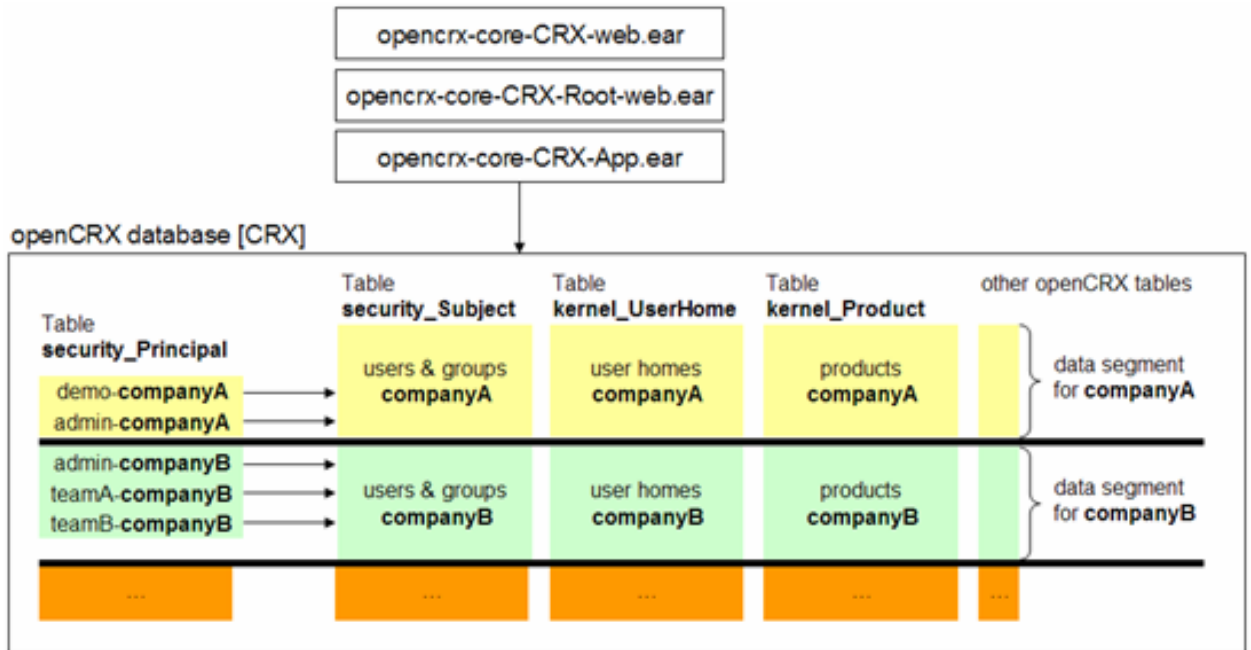 opencrx-core-CRX-web.ear
opencrx-core-CRX-Root-web.ear
opencrx-core-CRX-App.ear
openCRX database [CRX]
Table
security_Principal
demo-companyA
admin-companyA
admin-companyB
teamA-companyB
teamB-companyB
...
Table
security_Subject
users & groups
companyA
users & groups
companyB
...
Table
kernel_UserHome
user homes
companyA
user homes
companyB
...
Table
kernel_Product
products
companyA
products
companyB
...
other openCRX tables
...
data segment
for companyA
data segment
for companyB